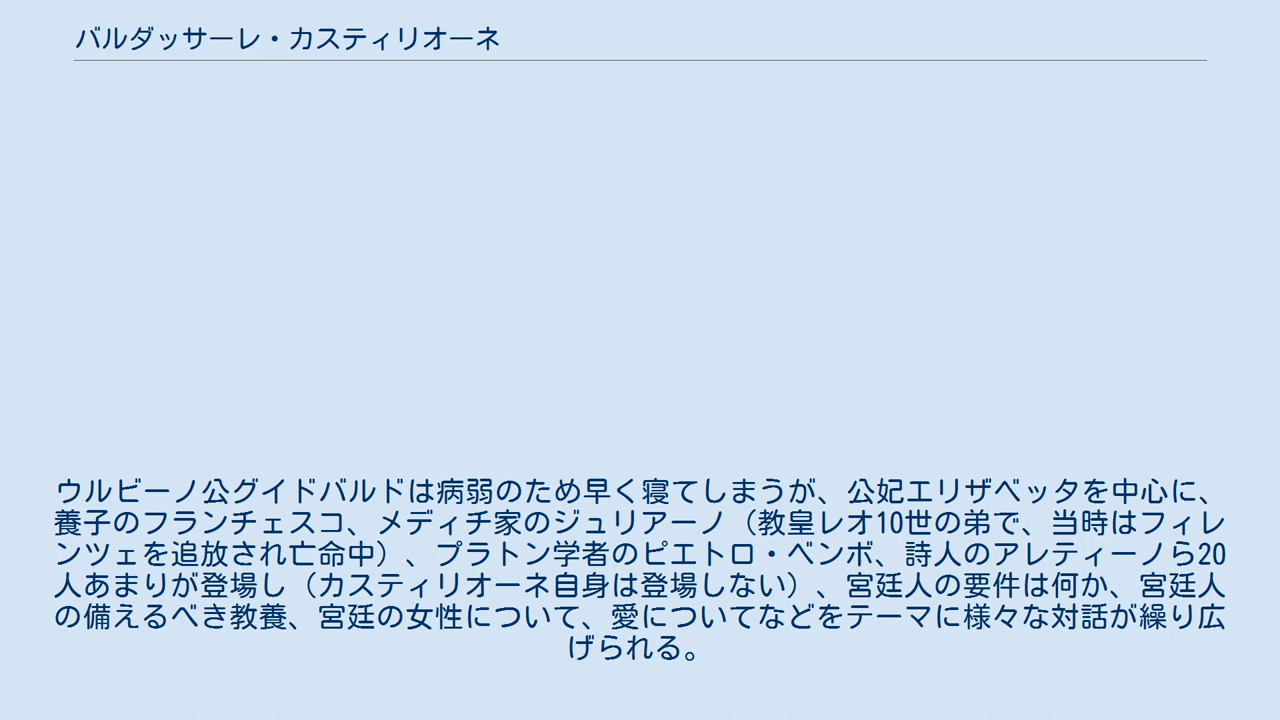 バルダッサーレ・カスティリオーネ
ウルビーノ公グイドバルドは病弱のため早く寝てしまうが、公妃エリザベッタを中心に、
養子のフランチェスコ、メディチ家のジュリアーノ（教皇レオ10世の弟で、当時はフィレ
ンツェを追放され亡命中）、プラトン学者のピエトロ・ベンボ、詩人のアレティーノら20
人あまりが登場し（カスティリオーネ自身は登場しない）、宮廷人の要件は何か、宮廷人
の備えるべき教養、宮廷の女性について、愛についてなどをテーマに様々な対話が繰り広
げられる。